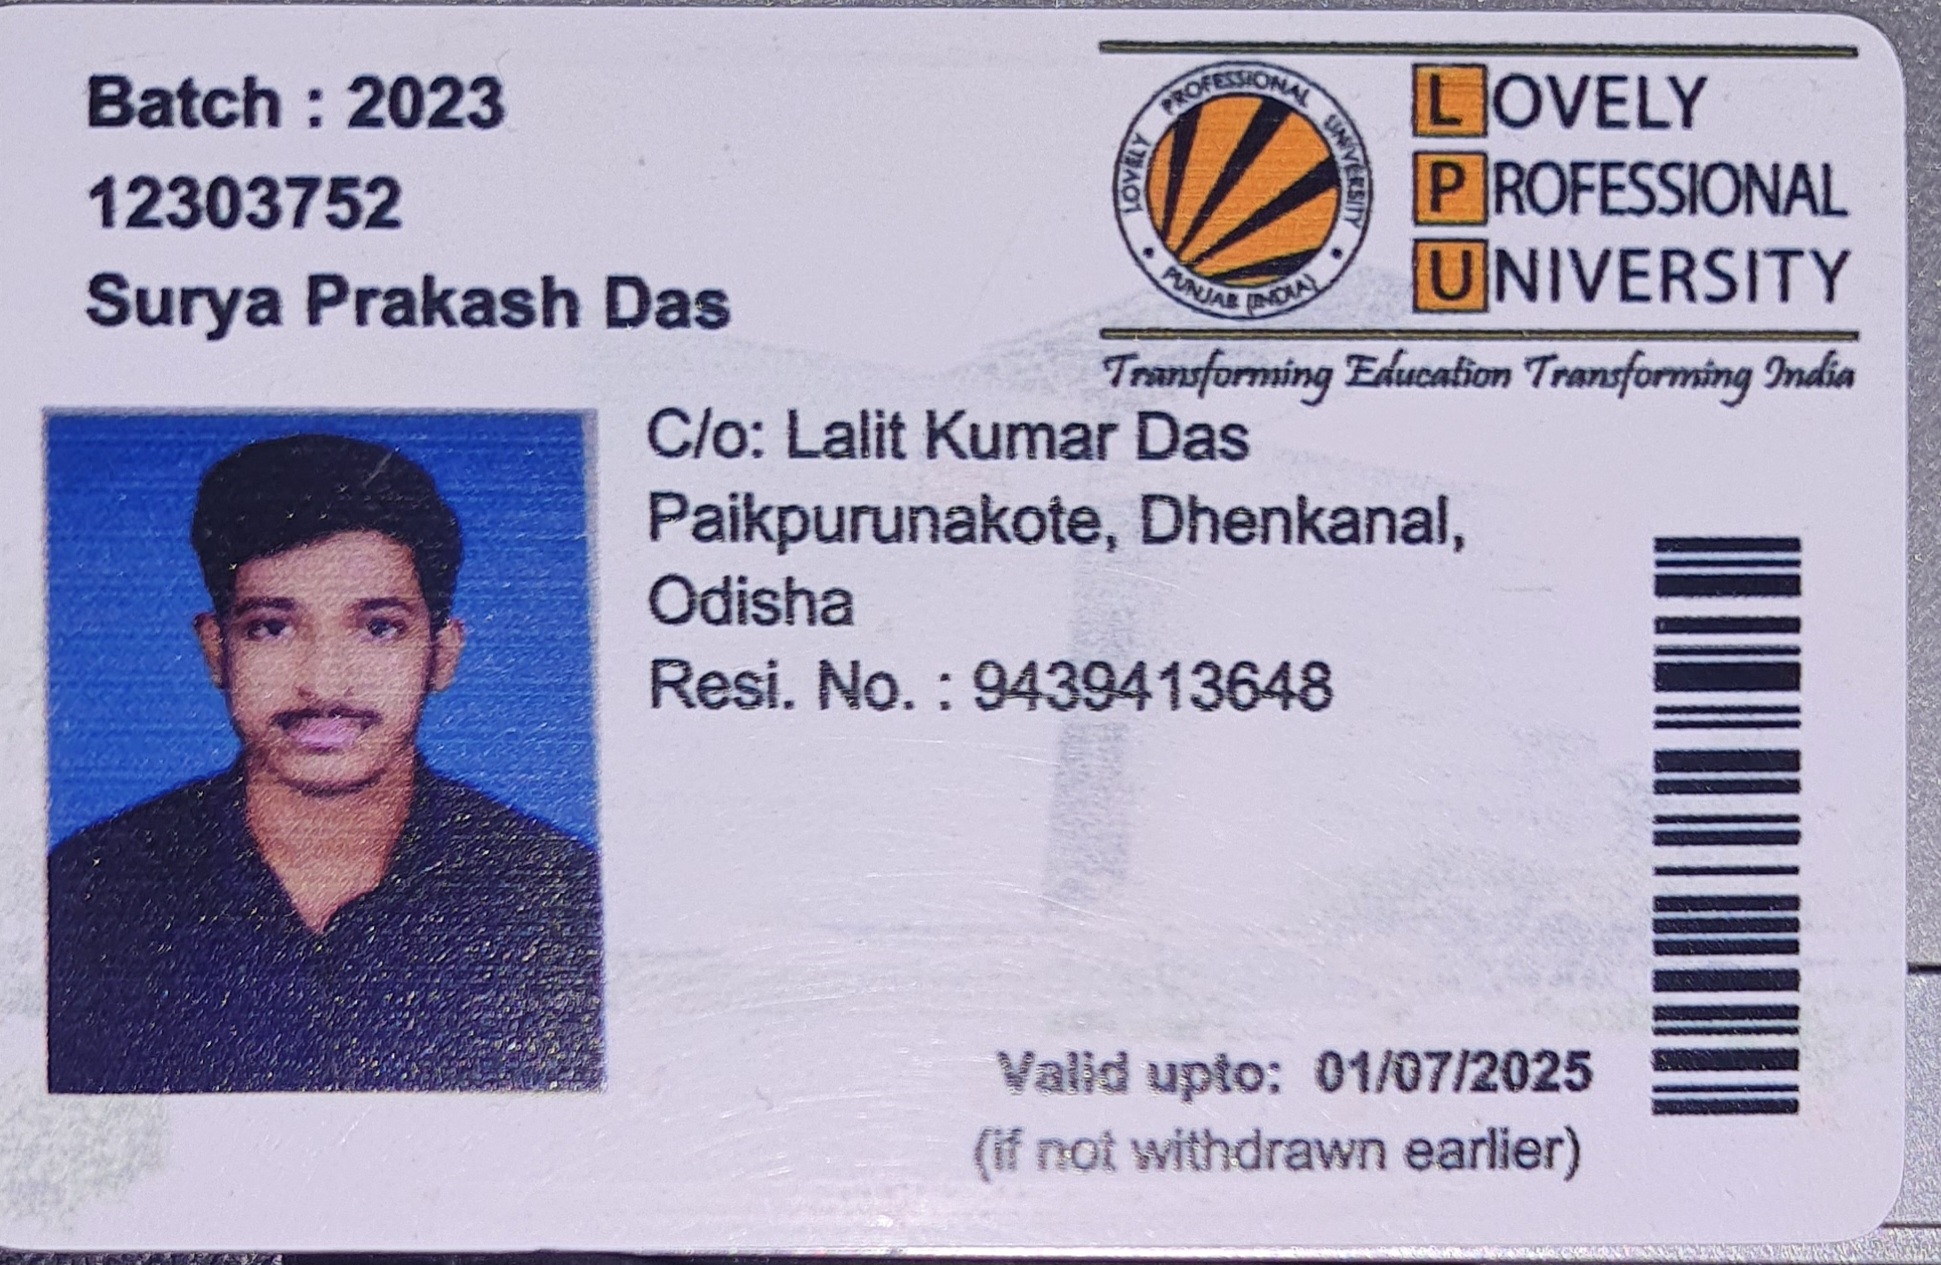 Batch : 2023
12303752
Surya Prakash Das
LOVELY PROFESSIONAL UNIVERSITY
PUNJAB (INDIA)
LOVELY
PROFESSIONAL
UNIVERSITY
Transforming Education Transforming India
C/o: Lalit Kumar Das
Paikpurunakote, Dhenkanal,
Odisha
Resi. No. : 9439413648
Valid upto: 01/07/2025
(if not withdrawn earlier)